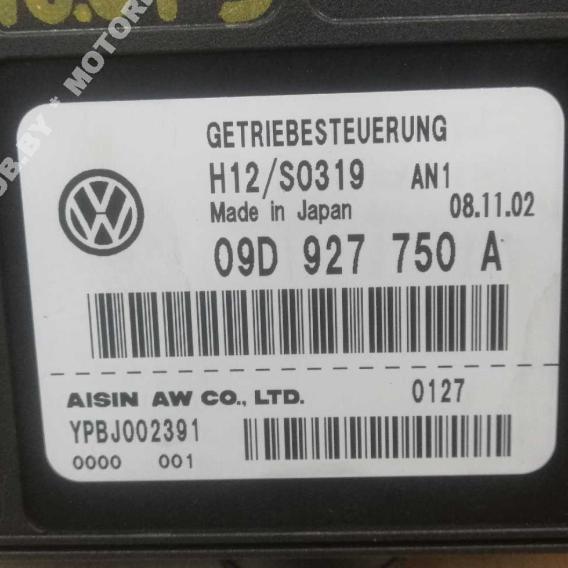 GETRIEBESTEUERUNG
H12/S0319 AN1
Made in Japan 08.11.02
09D 927 750 A
AISIN AW CO., LTD. 0127
YPBJ002391
0000 001